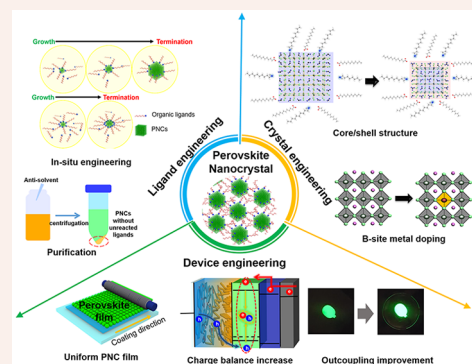 Growth
Termination
Growth
Termination
Organic ligands
PNCs
In-situ engineering
Anti-solvent
centrifugation
PNCs
without
unreacted
ligands
Purification
Ligand engineering
Crystal engineering
Perovskite
Nanocrystal
Device engineering
Core/shell structure
B-site metal doping
Perovskite
film
Coating direction
Uniform PNC film
Charge balance increase
Outcoupling improvement